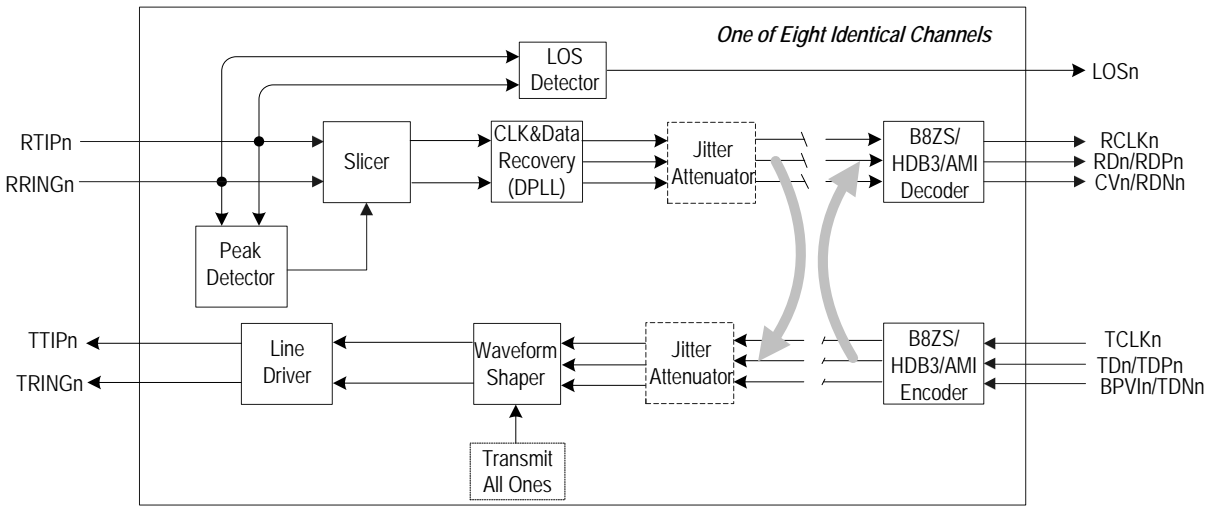 One of Eight Identical Channels
LOS
Detector
LOSn
RTIPn
RRINGn
Slicer
CLK&Data
Recovery
(DPLL)
Jitter
Attenuator
B8ZS/
HDB3/AMI
Decoder
RCLKn
RDn/RDPn
CVn/RDNn
Peak
Detector
TTIPn
TRINGn
Line
Driver
Waveform
Shaper
Jitter
Attenuator
B8ZS/
HDB3/AMI
Encoder
TCLKn
TDn/TDPn
BPVIn/TDNn
Transmit
All Ones